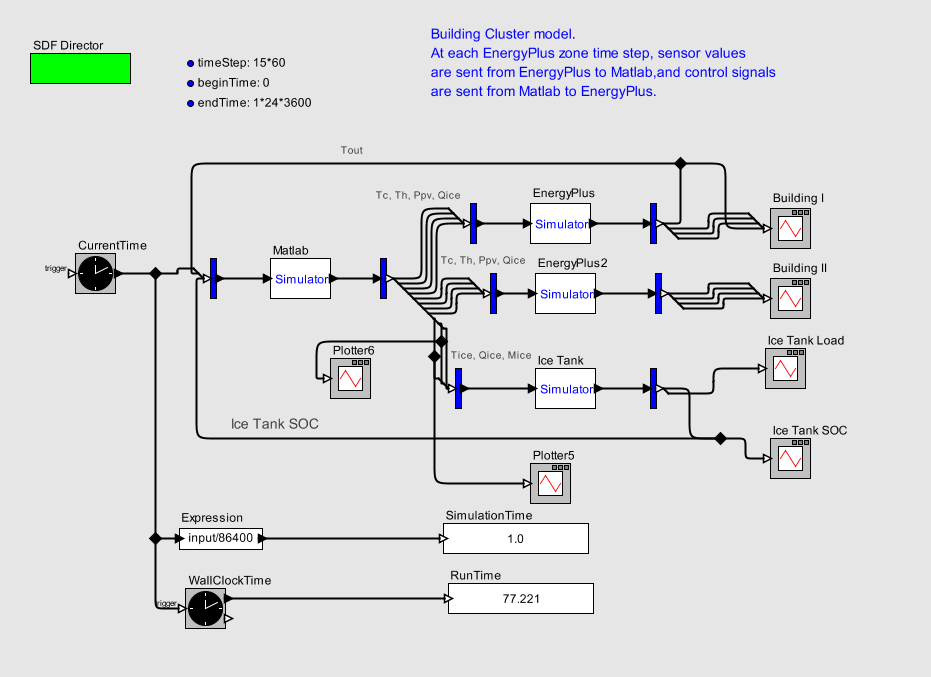 Building Cluster model.
At each EnergyPlus zone time step, sensor values
are sent from EnergyPlus to Matlab,and control signals
are sent from Matlab to EnergyPlus.
SDF Director
timeStep: 15*60
beginTime: 0
endTime: 1*24*3600
Tout
Tc, Th, Ppv, Qice
EnergyPlus
Simulator
Building I
CurrentTime
trigger
Matlab
Simulator
Tc, Th, Ppv, Qice
EnergyPlus2
Simulator
Building II
Plotter6
Tice, Qice, Mice
Ice Tank
Simulator
Ice Tank Load
Ice Tank SOC
Ice Tank SOC
Plotter5
Expression
input/86400
SimulationTime
1.0
WallClockTime
trigger
RunTime
77.221